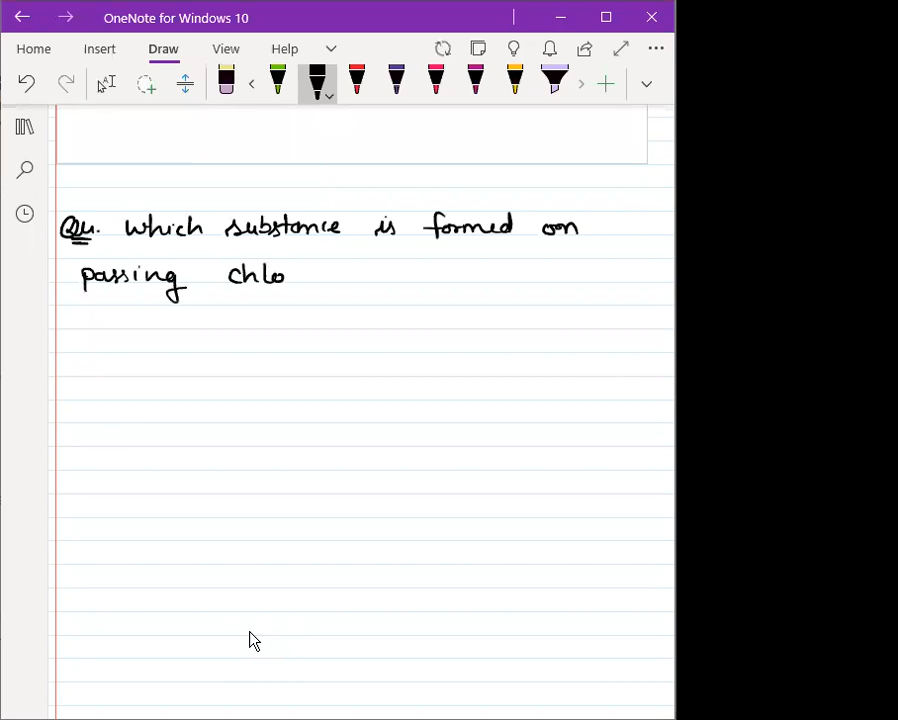 OneNote for Windows 10
Home Insert Draw View Help
Qu. which substance is formed on
passing chlo